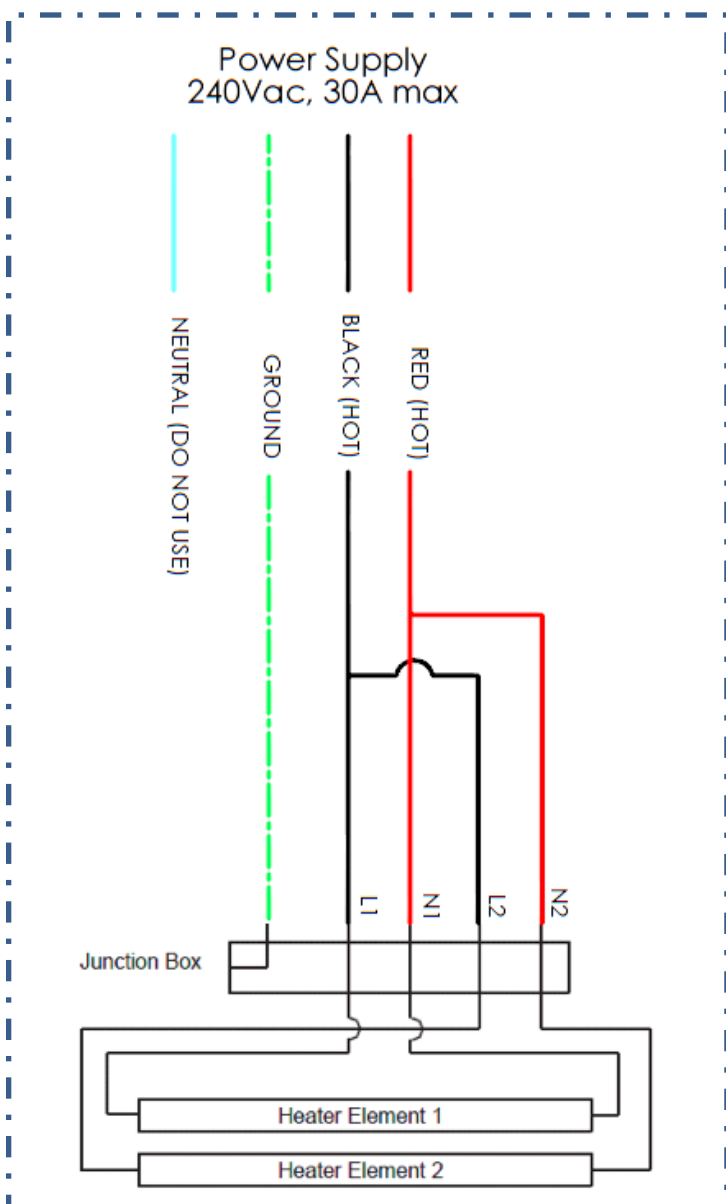 Power Supply
240Vac, 30A max
NEUTRAL (DO NOT USE)
GROUND
BLACK (HOT)
RED (HOT)
L1
N1
L2
N2
Junction Box
Heater Element 1
Heater Element 2